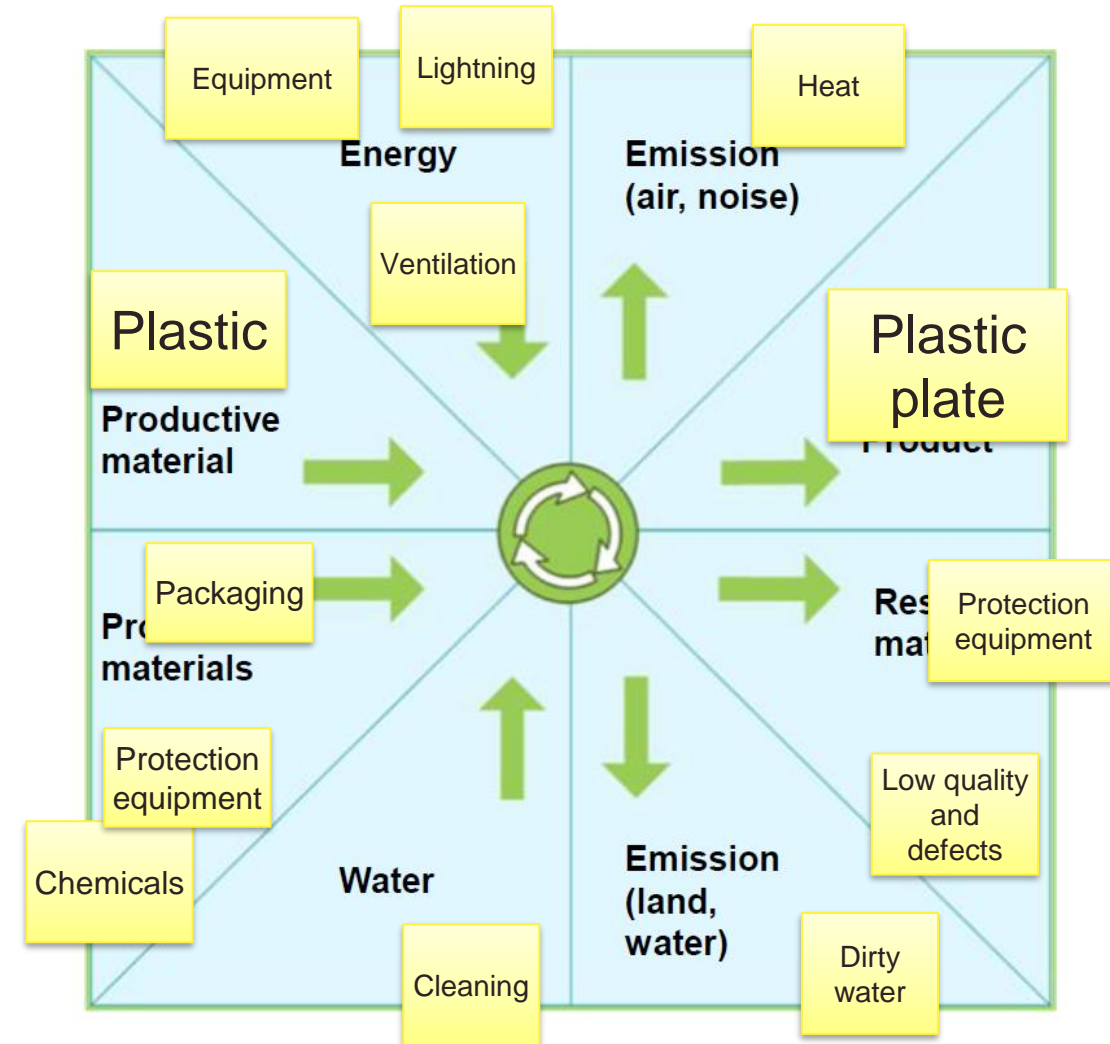 Equipment
Lightning
Heat
Energy
Emission
(air, noise)
Ventilation
Plastic
Plastic
plate
Productive
material
Product
Packaging
materials
Protection
equipment
Protection
equipment
Chemicals
Low quality
and
defects
Water
Emission
(land,
water)
Cleaning
Dirty
water